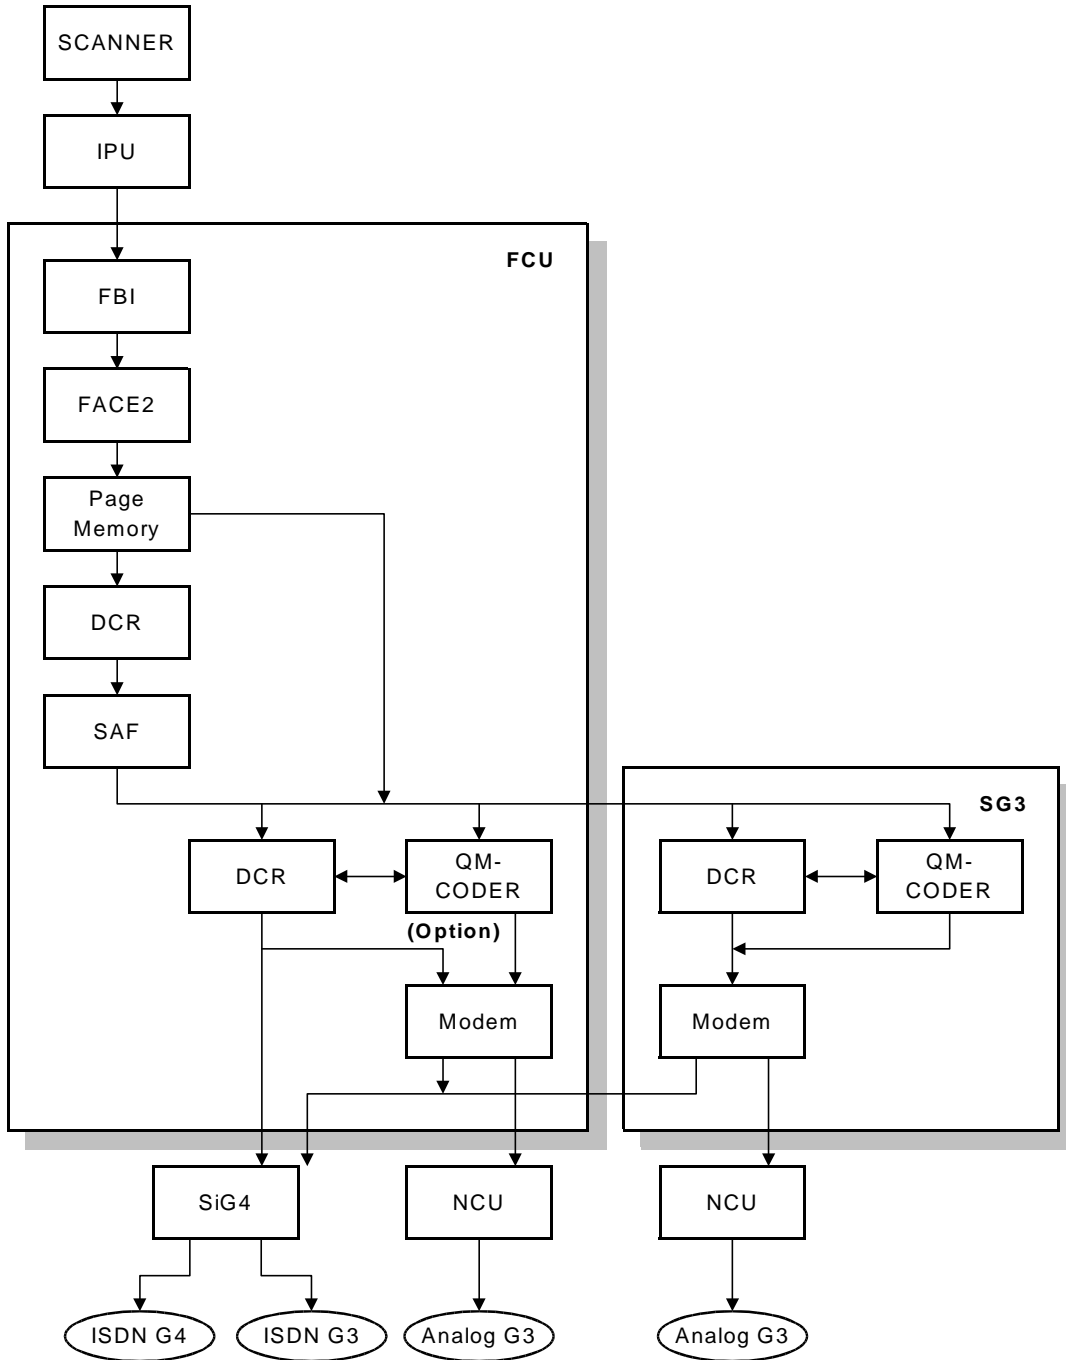 SCANNER
IPU
FCU
FBI
FACE2
Page
Memory
DCR
SAF
SG3
DCR
QM-
CODER
(Option)
DCR
QM-
CODER
Modem
Modem
SiG4
NCU
NCU
ISDN G4
ISDN G3
Analog G3
Analog G3